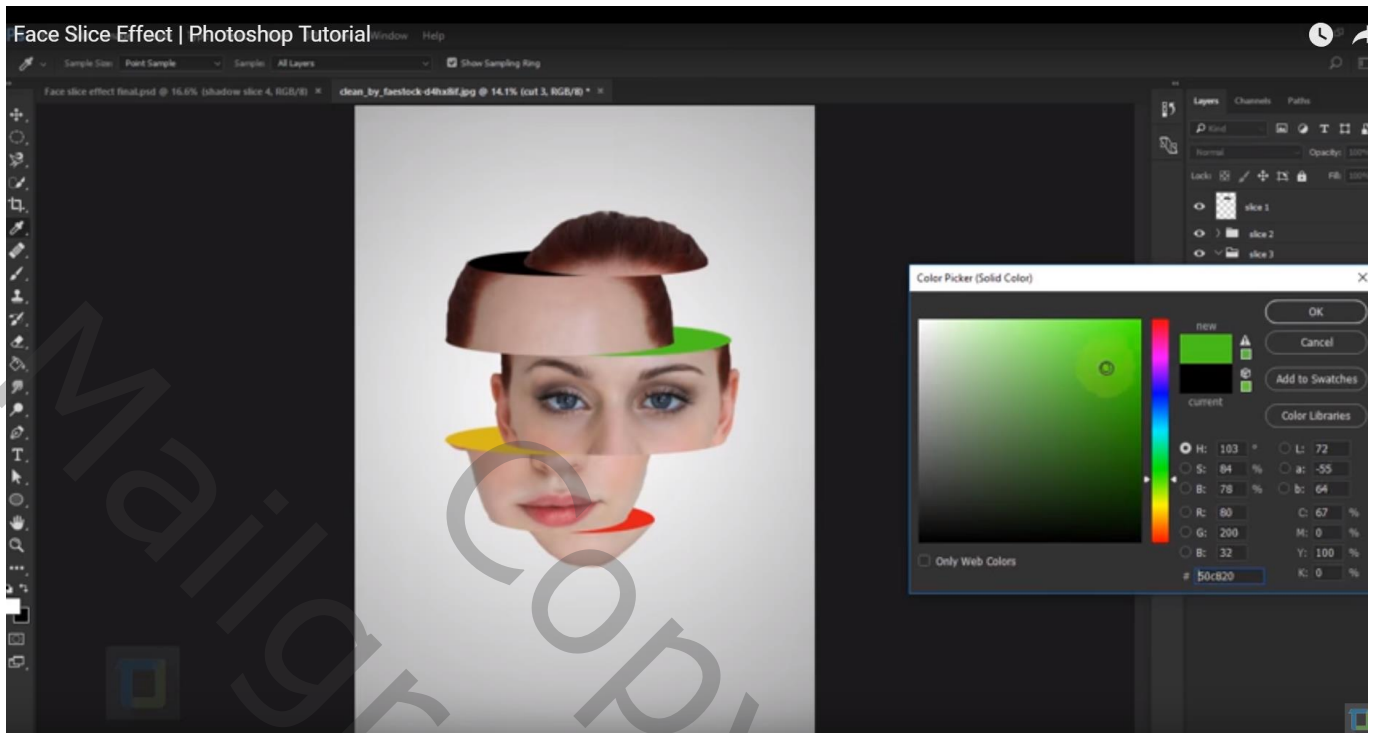 Face Slice Effect | Photoshop Tutorial
Window Help
Sample Size: Point Sample Sample: All Layers Show Sampling Ring
Face slice effect final.psd @ 16.6% (shadow slice 4, RGB/8) × clean_by_faestock-d4hx8if.jpg @ 14.1% (cut 3, RGB/8) * ×
Layers Channels Paths
Kind
Normal Opacity: 100%
Lock: Fill: 100%
slice 1
slice 2
slice 3
Color Picker (Solid Color)
OK
new
Cancel
Add to Swatches
current
Color Libraries
H: 103 ° L: 72
S: 84 % a: -55
B: 78 % b: 64
R: 80 C: 67 %
G: 200 M: 0 %
B: 32 Y: 100 %
# 50c820 K: 0 %
Only Web Colors
Copy